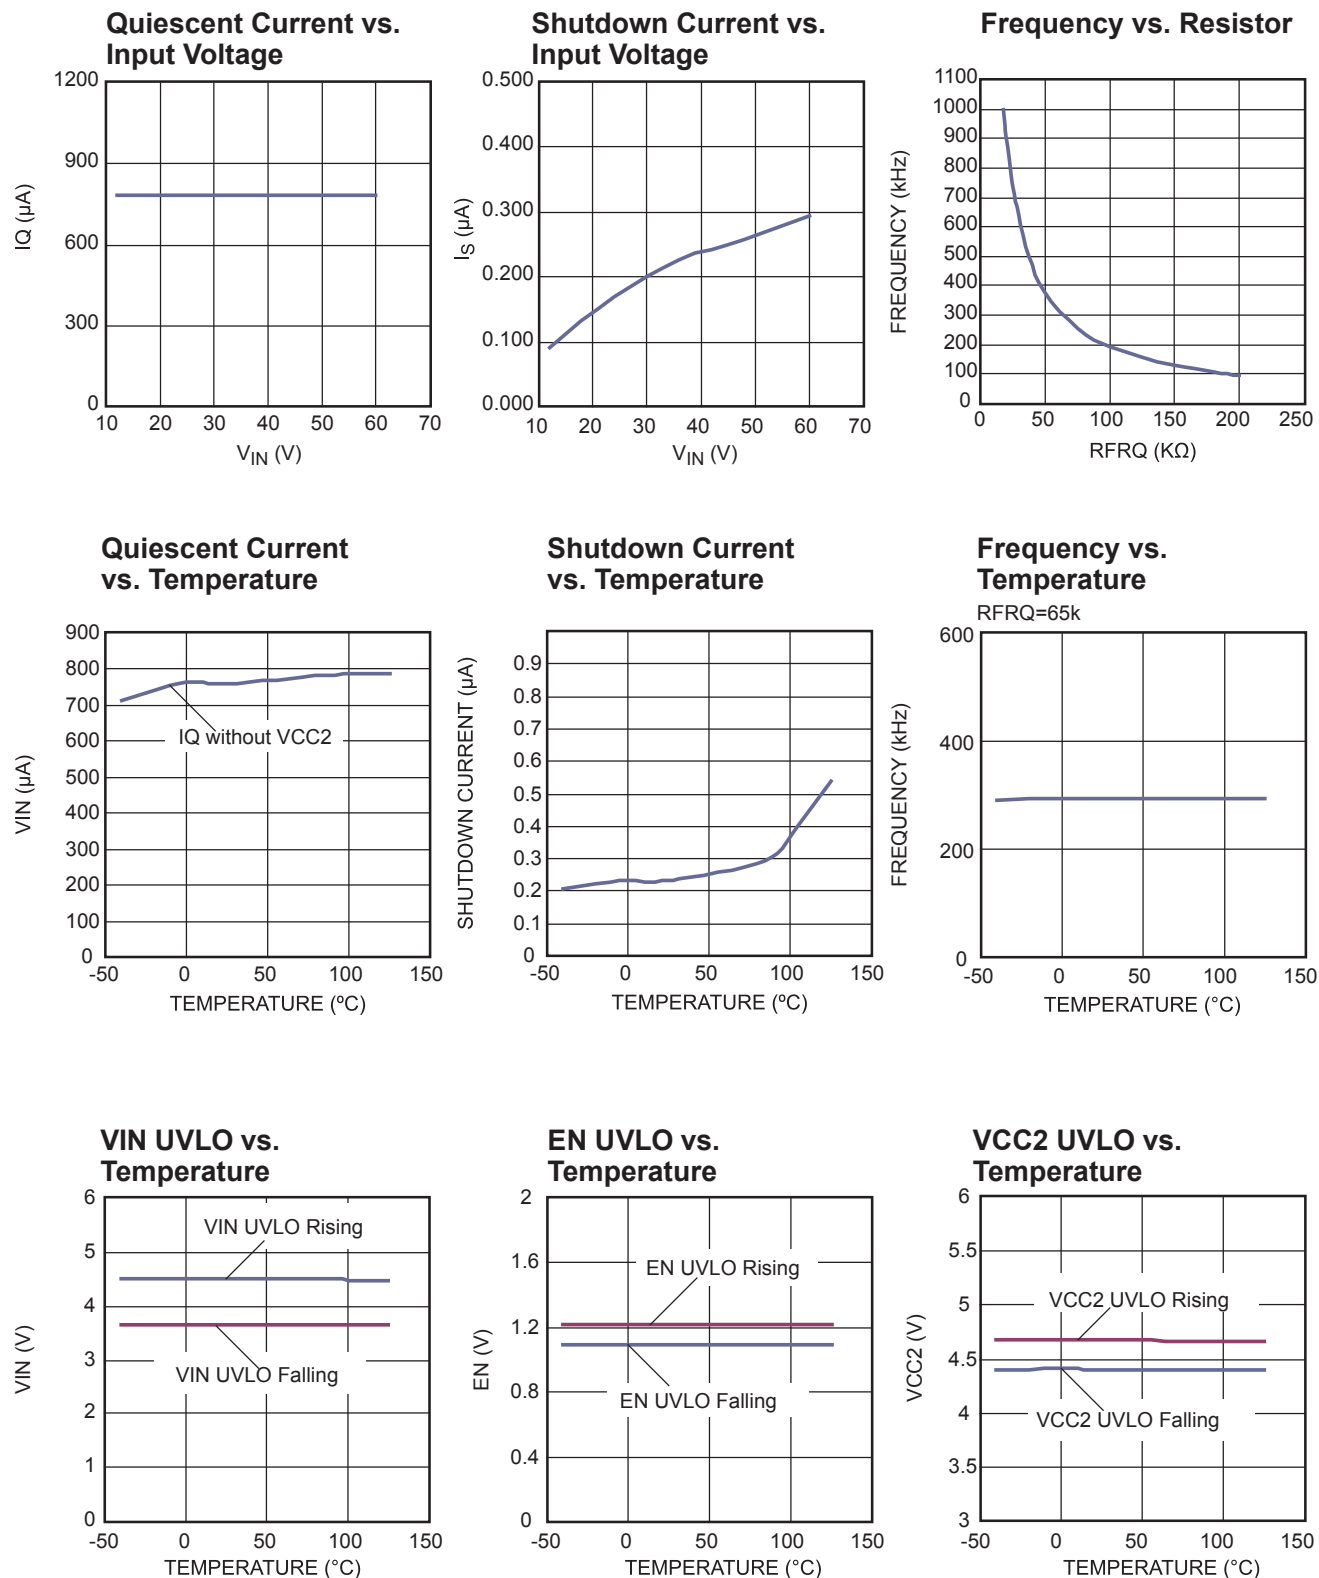 Quiescent Current vs.
Input Voltage
1200
900
600
300
0
IQ (µA)
10 20 30 40 50 60 70
VIN (V)
Shutdown Current vs.
Input Voltage
0.500
0.400
0.300
0.200
0.100
0.000
IS (µA)
10 20 30 40 50 60 70
VIN (V)
Frequency vs. Resistor
1100
1000
900
800
700
600
500
400
300
200
100
0
FREQUENCY (kHz)
0 50 100 150 200 250
RFRQ (KΩ)
Quiescent Current
vs. Temperature
900
800
700
600
500
400
300
200
100
0
VIN (µA)
IQ without VCC2
-50 0 50 100 150
TEMPERATURE (ºC)
Shutdown Current
vs. Temperature
0.9
0.8
0.7
0.6
0.5
0.4
0.3
0.2
0.1
0
SHUTDOWN CURRENT (µA)
-50 0 50 100 150
TEMPERATURE (ºC)
Frequency vs.
Temperature
RFRQ=65k
600
400
200
0
FREQUENCY (kHz)
-50 0 50 100 150
TEMPERATURE (°C)
VIN UVLO vs.
Temperature
6
5
4
3
2
1
0
VIN (V)
VIN UVLO Rising
VIN UVLO Falling
-50 0 50 100 150
TEMPERATURE (°C)
EN UVLO vs.
Temperature
2
1.6
1.2
0.8
0.4
0
EN (V)
EN UVLO Rising
EN UVLO Falling
-50 0 50 100 150
TEMPERATURE (°C)
VCC2 UVLO vs.
Temperature
6
5.5
5
4.5
4
3.5
3
VCC2 (V)
VCC2 UVLO Rising
VCC2 UVLO Falling
-50 0 50 100 150
TEMPERATURE (°C)